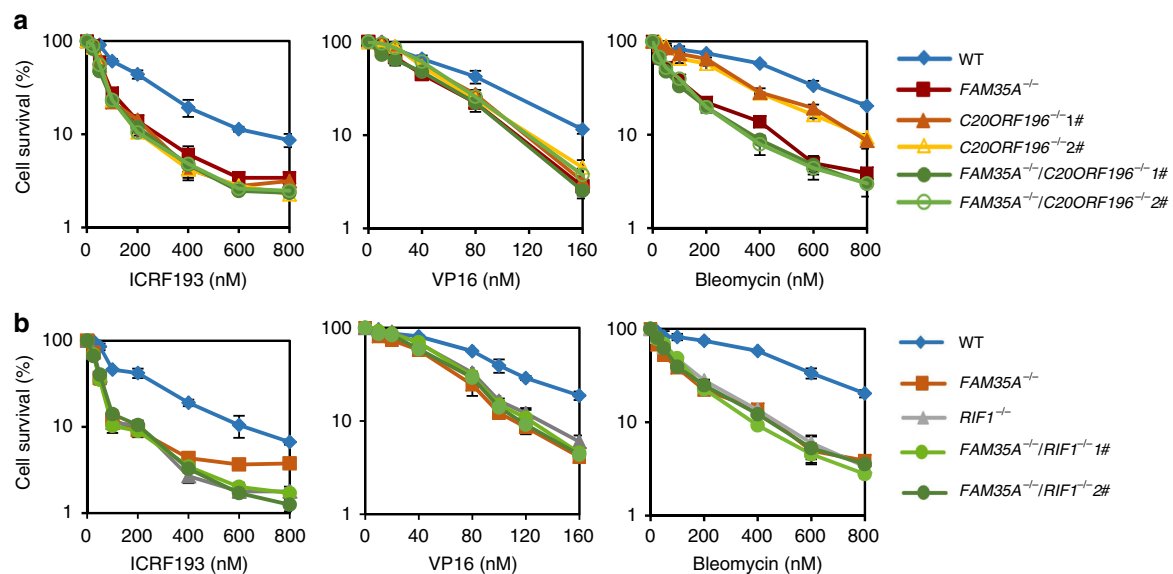 a
Cell survival (%)
100
10
1
0 200 400 600 800
ICRF193 (nM)
100
10
1
0 40 80 120 160
VP16 (nM)
100
10
1
0 200 400 600 800
Bleomycin (nM)
WT
FAM35A⁻/⁻
C20ORF196⁻/⁻1#
C20ORF196⁻/⁻2#
FAM35A⁻/⁻/C20ORF196⁻/⁻1#
FAM35A⁻/⁻/C20ORF196⁻/⁻2#
b
Cell survival (%)
100
10
1
0 200 400 600 800
ICRF193 (nM)
100
10
1
0 40 80 120 160
VP16 (nM)
100
10
1
0 200 400 600 800
Bleomycin (nM)
WT
FAM35A⁻/⁻
RIF1⁻/⁻
FAM35A⁻/⁻/RIF1⁻/⁻1#
FAM35A⁻/⁻/RIF1⁻/⁻2#